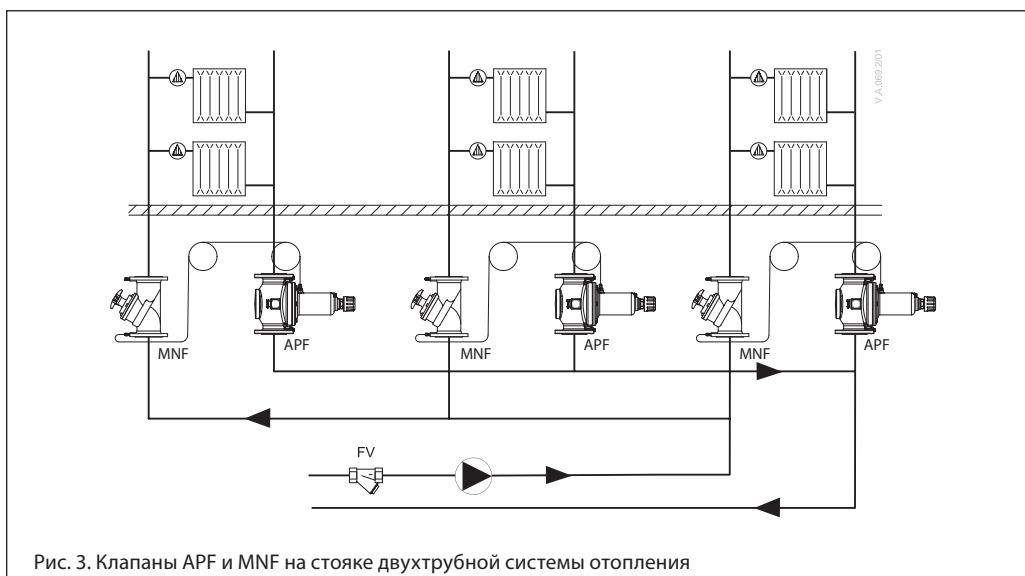 V.A.069.2/01
MNF
APF
MNF
APF
MNF
APF
FV
Рис. 3. Клапаны APF и MNF на стояке двухтрубной системы отопления